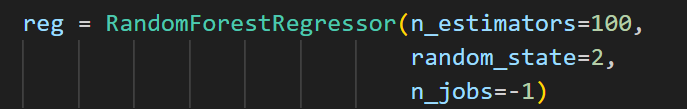 reg = RandomForestRegressor(n_estimators=100,
random_state=2,
n_jobs=-1)